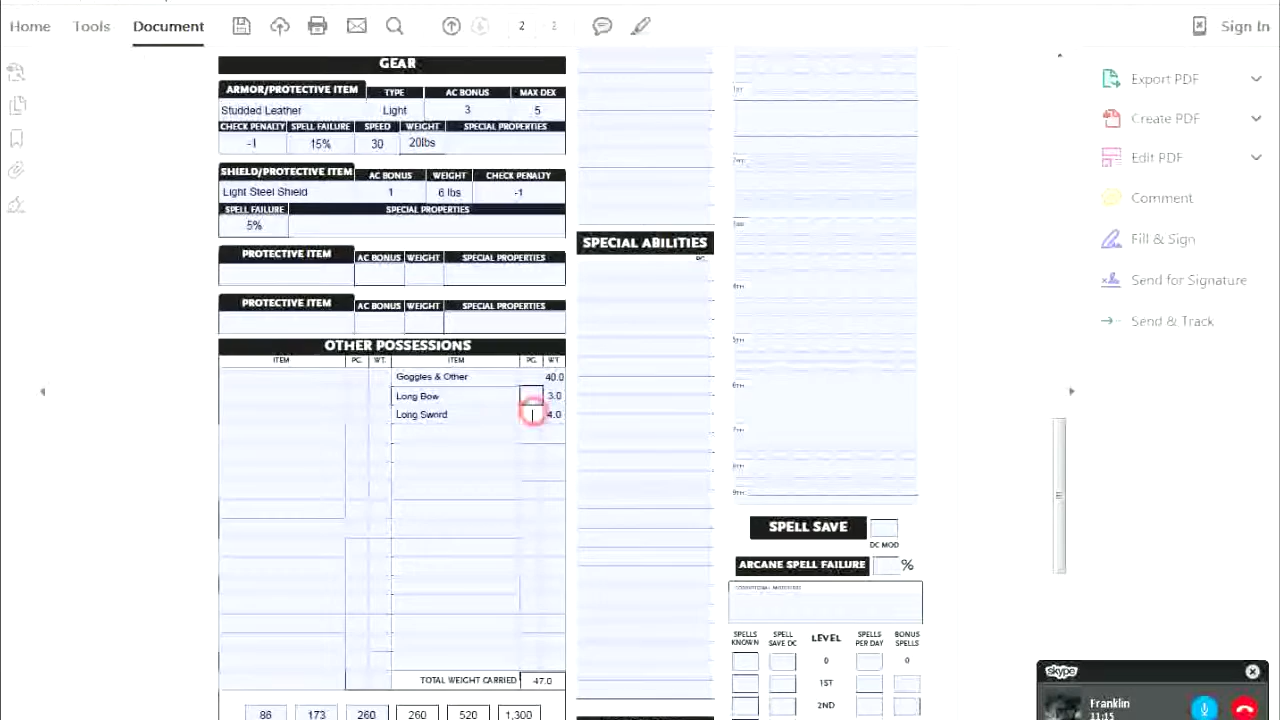 Home Tools Document 2 Sign In
GEAR
ARMOR/PROTECTIVE ITEM TYPE AC BONUS MAX DEX
Studded Leather Light 3 5
CHECK PENALTY SPELL FAILURE SPEED WEIGHT SPECIAL PROPERTIES
-1 15% 30 20lbs
SHIELD/PROTECTIVE ITEM AC BONUS WEIGHT CHECK PENALTY
Light Steel Shield 1 6 lbs -1
SPELL FAILURE SPECIAL PROPERTIES
5%
PROTECTIVE ITEM AC BONUS WEIGHT SPECIAL PROPERTIES
PROTECTIVE ITEM AC BONUS WEIGHT SPECIAL PROPERTIES
OTHER POSSESSIONS
ITEM PG. WT. ITEM PG. WT
Goggles & Other 40.0
Long Bow 3.0
Long Sword 4.0
TOTAL WEIGHT CARRIED 47.0
86 173 260 260 520 1,300
SPECIAL ABILITIES
SPELL SAVE
DC MOD
ARCANE SPELL FAILURE %
SPELLS KNOWN SPELL SAVE DC LEVEL SPELLS PER DAY BONUS SPELLS
0 0
1ST
2ND
Export PDF
Create PDF
Edit PDF
Comment
Fill & Sign
Send for Signature
Send & Track
skype
Franklin
11:15